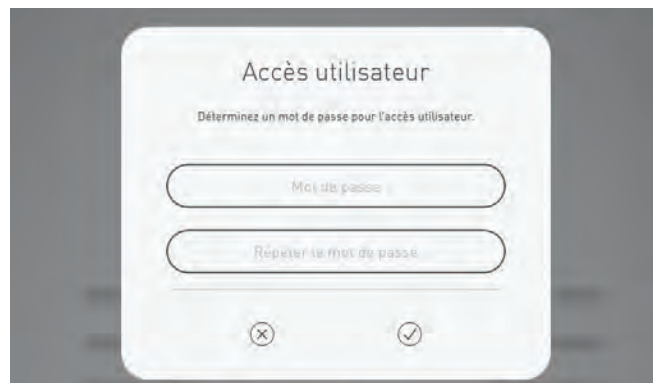 Accès utilisateur
Déterminez un mot de passe pour l'accès utilisateur.
Mot de passe
Répéter le mot de passe